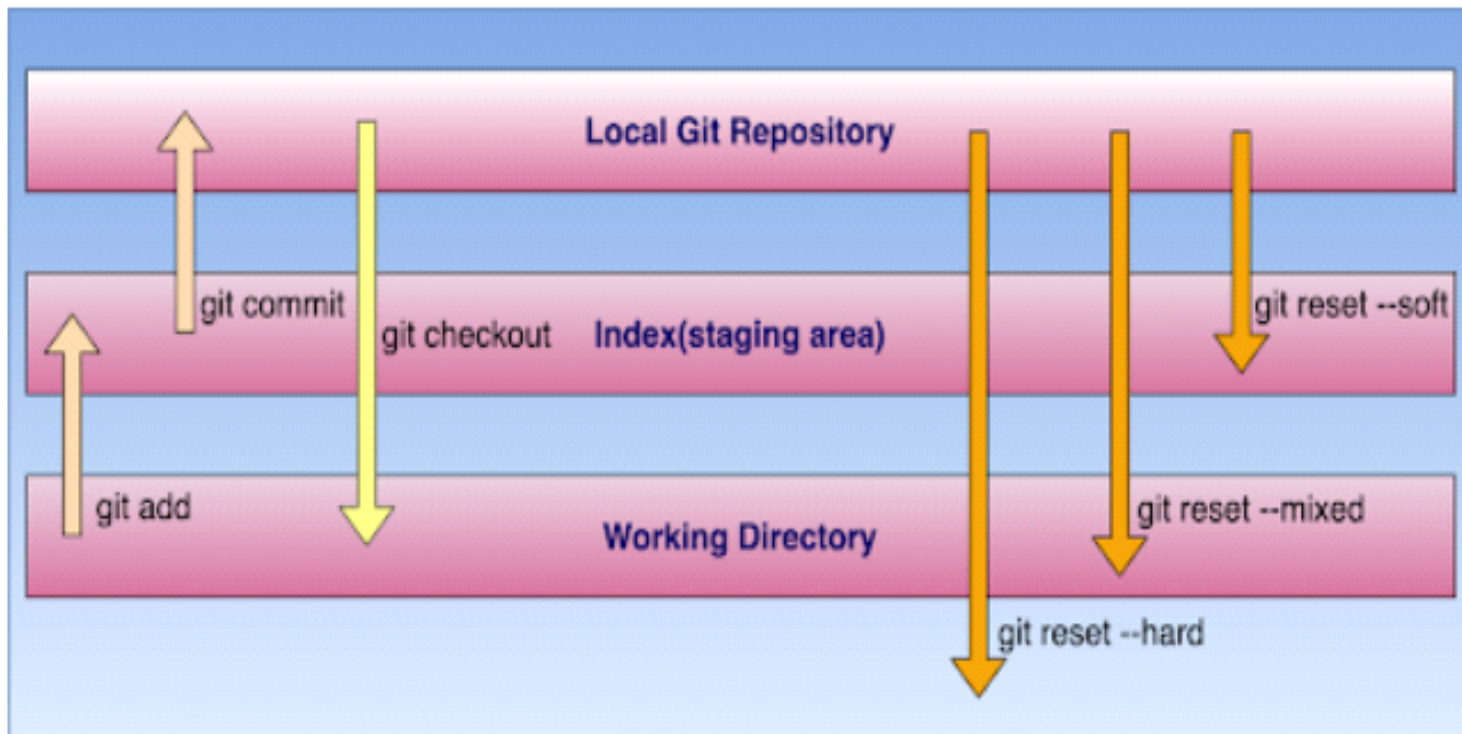 Local Git Repository
git commit
git reset --soft
git checkout
Index(staging area)
git add
git reset --mixed
Working Directory
git reset --hard